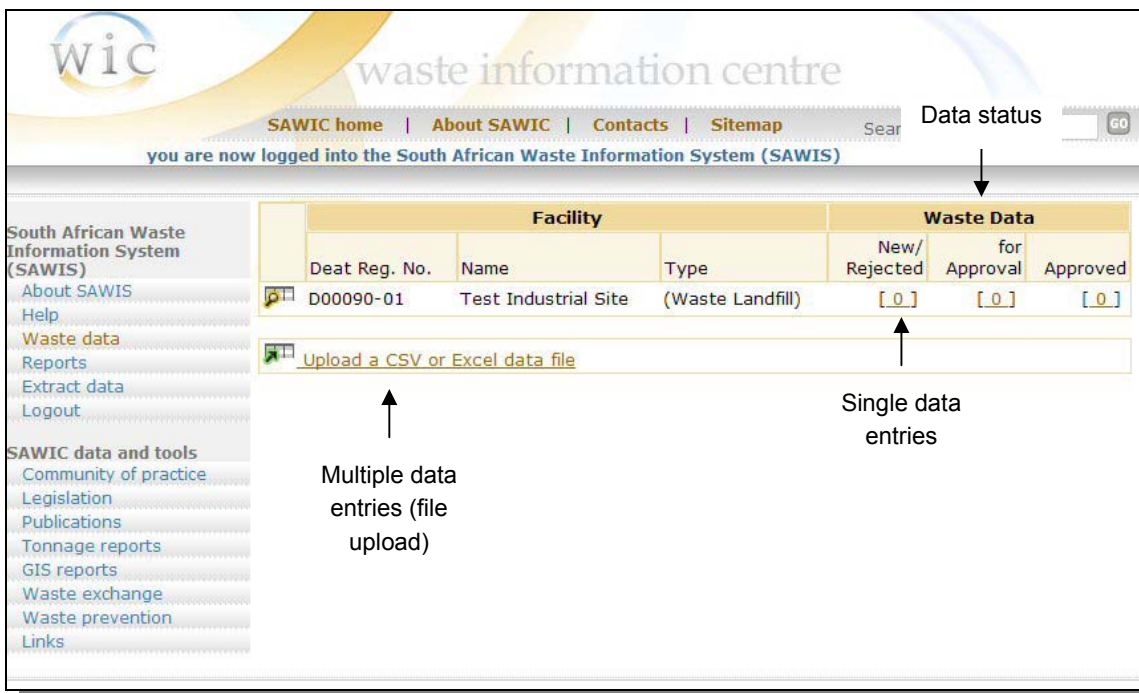 wic
waste information centre
SAWIC home | About SAWIC | Contacts | Sitemap
GO
Data status
you are now logged into the South African Waste Information System (SAWIS)
South African Waste
Information System
(SAWIS)
About SAWIS
Help
Waste data
Reports
Extract data
Logout
SAWIC data and tools
Community of practice
Legislation
Publications
Tonnage reports
GIS reports
Waste exchange
Waste prevention
Links
Facility Waste Data
Deat Reg. No. Name Type New/ Rejected for Approval Approved
D00090-01 Test Industrial Site (Waste Landfill) [ 0 ] [ 0 ] [ 0 ]
Upload a CSV or Excel data file
Single data
entries
Multiple data
entries (file
upload)